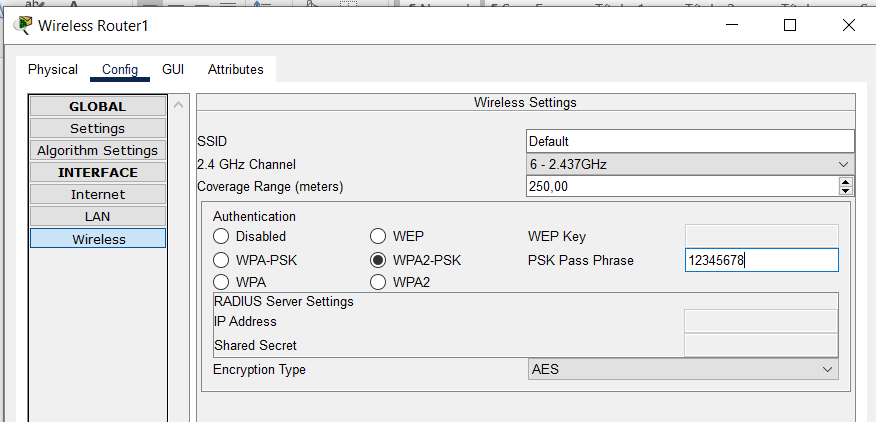 Wireless Router1
Physical Config GUI Attributes
GLOBAL
Settings
Algorithm Settings
INTERFACE
Internet
LAN
Wireless
Wireless Settings
SSID Default
2.4 GHz Channel 6 - 2.437GHz
Coverage Range (meters) 250,00
Authentication
Disabled WEP WEP Key
WPA-PSK WPA2-PSK PSK Pass Phrase 12345678
WPA WPA2
RADIUS Server Settings
IP Address
Shared Secret
Encryption Type AES